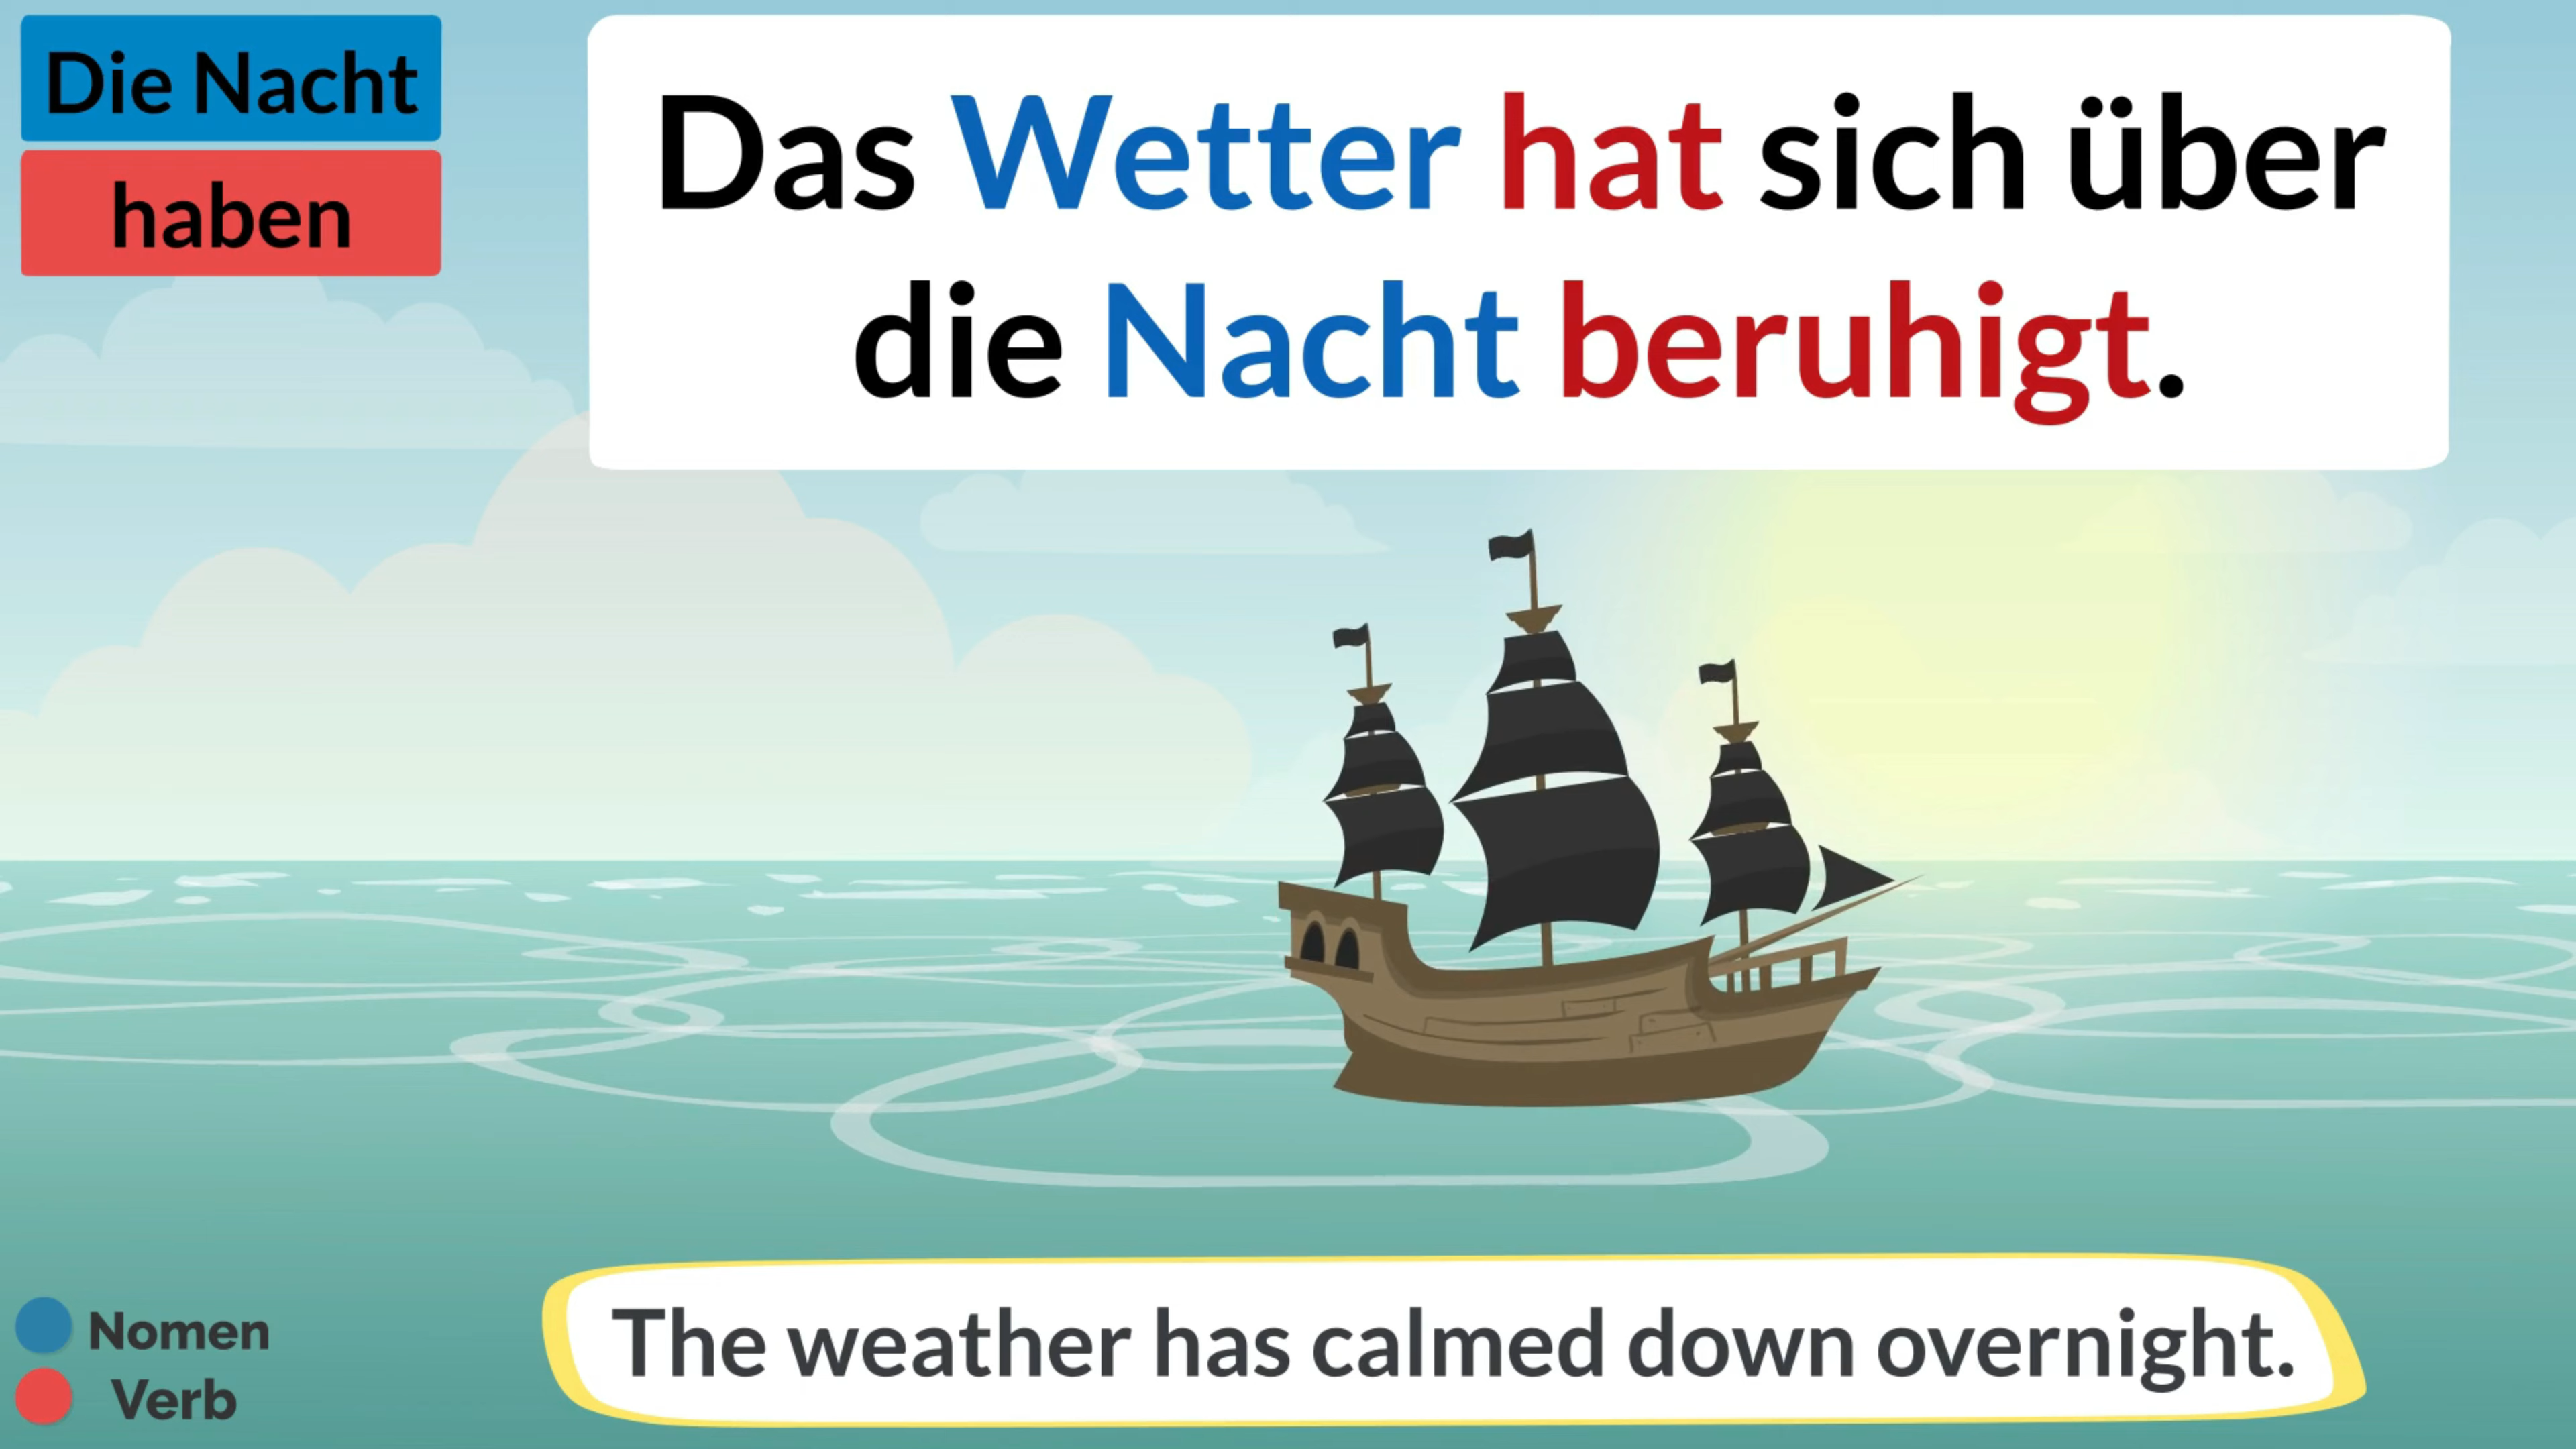 Die Nacht
haben
Das Wetter hat sich über
die Nacht beruhigt.
Nomen
Verb
The weather has calmed down overnight.